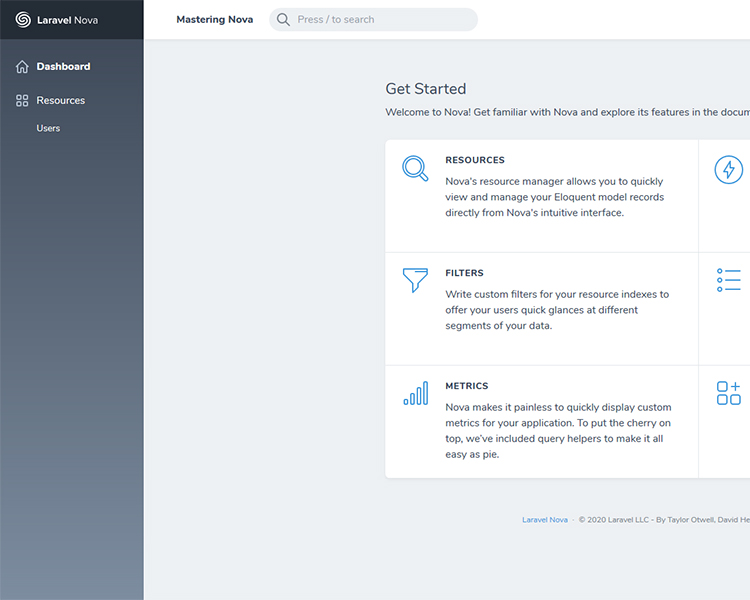 Laravel Nova
Mastering Nova
Press / to search
Dashboard
Resources
Users
Get Started
Welcome to Nova! Get familiar with Nova and explore its features in the docum
RESOURCES
Nova's resource manager allows you to quickly
view and manage your Eloquent model records
directly from Nova's intuitive interface.
FILTERS
Write custom filters for your resource indexes to
offer your users quick glances at different
segments of your data.
METRICS
Nova makes it painless to quickly display custom
metrics for your application. To put the cherry on
top, we've included query helpers to make it all
easy as pie.
Laravel Nova · © 2020 Laravel LLC - By Taylor Otwell, David He